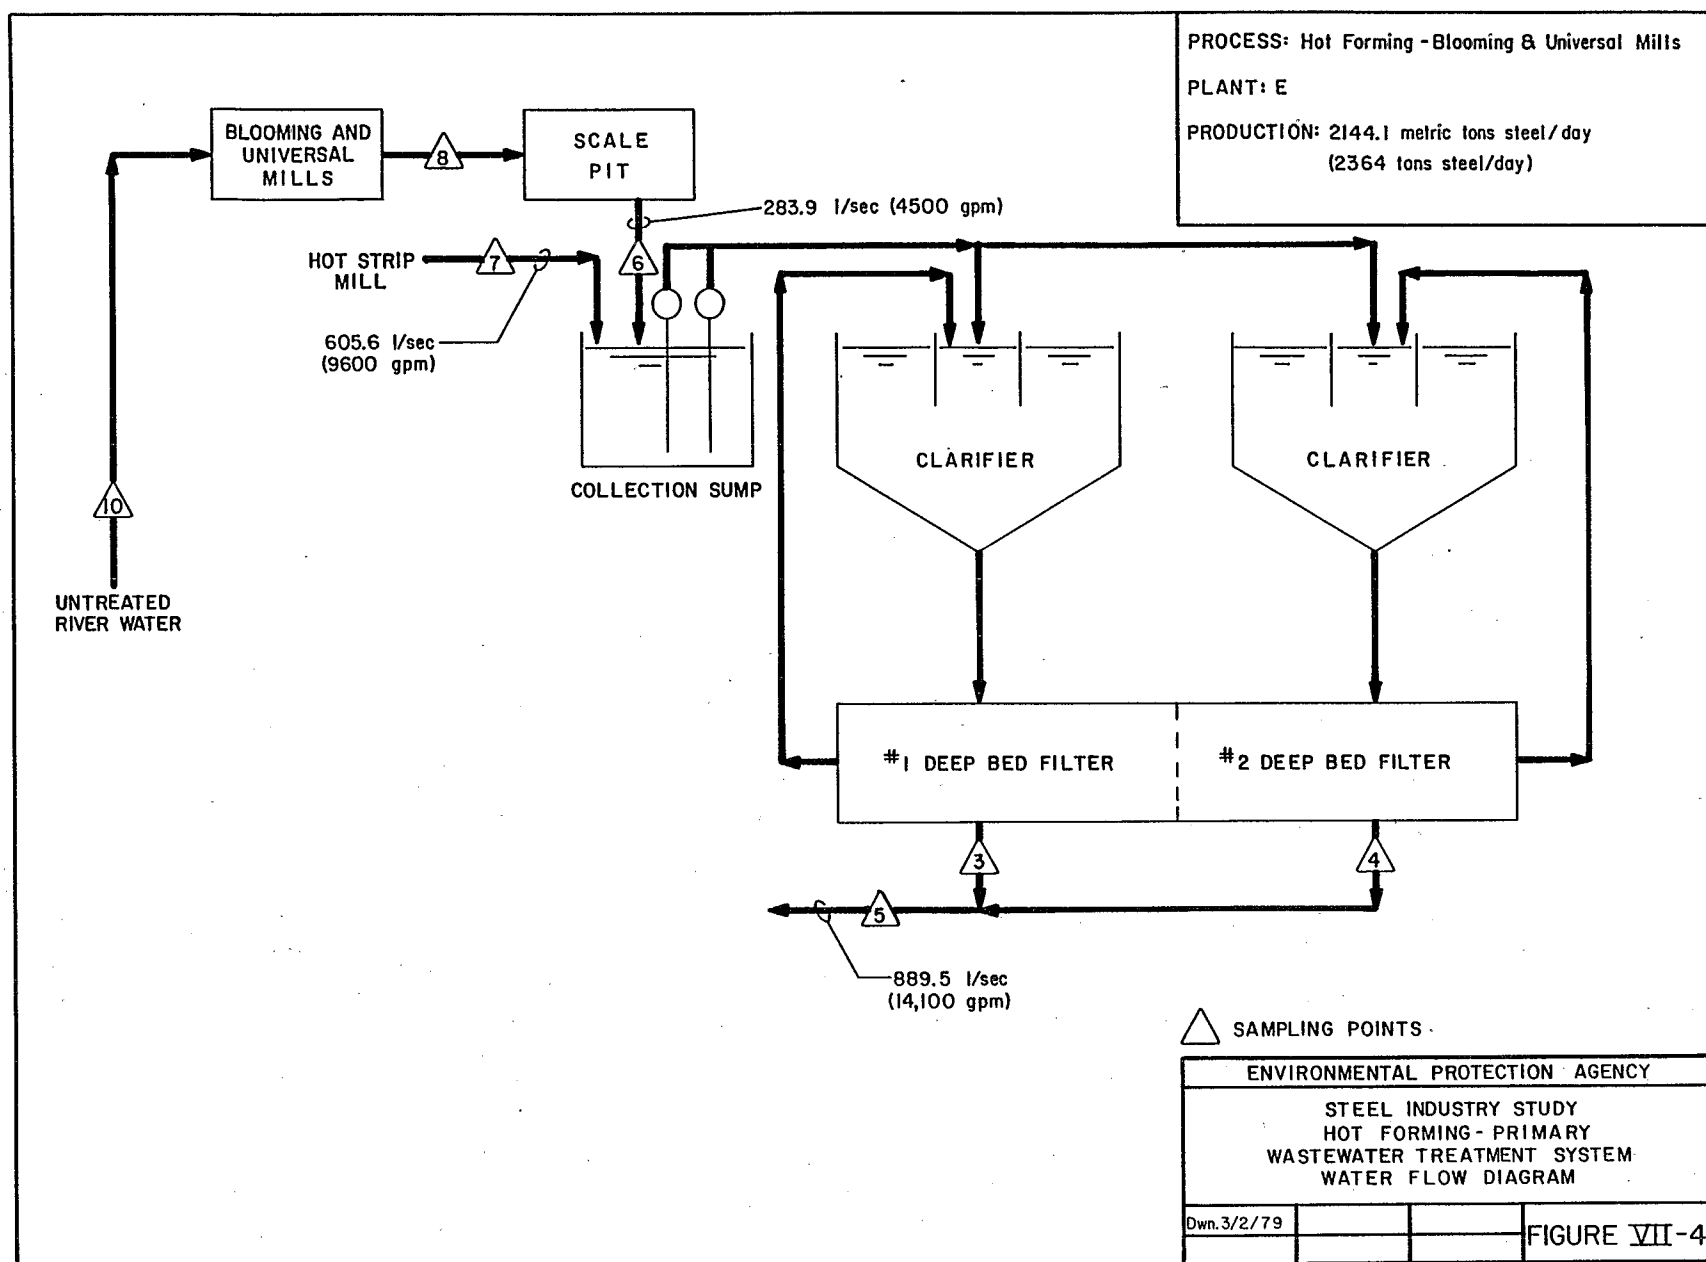 PROCESS: Hot Forming - Blooming & Universal Mills
PLANT: E
PRODUCTION: 2144.1 metric tons steel/day
(2364 tons steel/day)
BLOOMING AND
UNIVERSAL
MILLS
8
SCALE
PIT
283.9 l/sec (4500 gpm)
HOT STRIP
MILL
7
6
605.6 l/sec
(9600 gpm)
COLLECTION SUMP
CLARIFIER
CLARIFIER
10
UNTREATED
RIVER WATER
#1 DEEP BED FILTER
#2 DEEP BED FILTER
3
4
5
889.5 l/sec
(14,100 gpm)
SAMPLING POINTS
ENVIRONMENTAL PROTECTION AGENCY
STEEL INDUSTRY STUDY
HOT FORMING - PRIMARY
WASTEWATER TREATMENT SYSTEM
WATER FLOW DIAGRAM
Dwn. 3/2/79
FIGURE VII-4